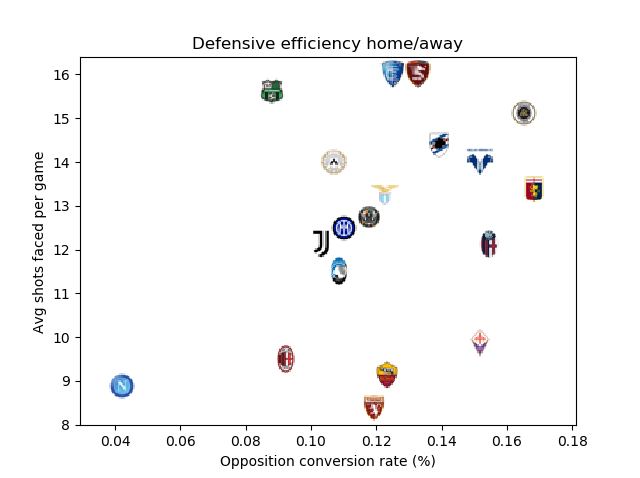 Defensive efficiency home/away
16
15
14
13
12
11
10
9
8
Avg shots faced per game
0.04 0.06 0.08 0.10 0.12 0.14 0.16 0.18
Opposition conversion rate (%)